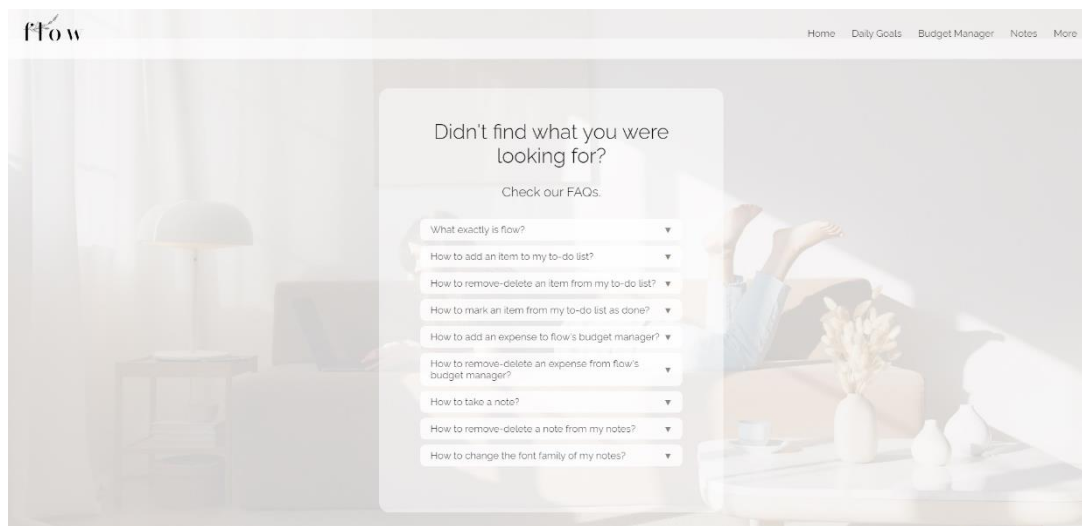 flow
Home Daily Goals Budget Manager Notes More
Didn't find what you were
looking for?
Check our FAQs.
What exactly is flow? ▼
How to add an item to my to-do list? ▼
How to remove-delete an item from my to-do list? ▼
How to mark an item from my to-do list as done? ▼
How to add an expense to flow's budget manager? ▼
How to remove-delete an expense from flow's
budget manager? ▼
How to take a note? ▼
How to remove-delete a note from my notes? ▼
How to change the font family of my notes? ▼